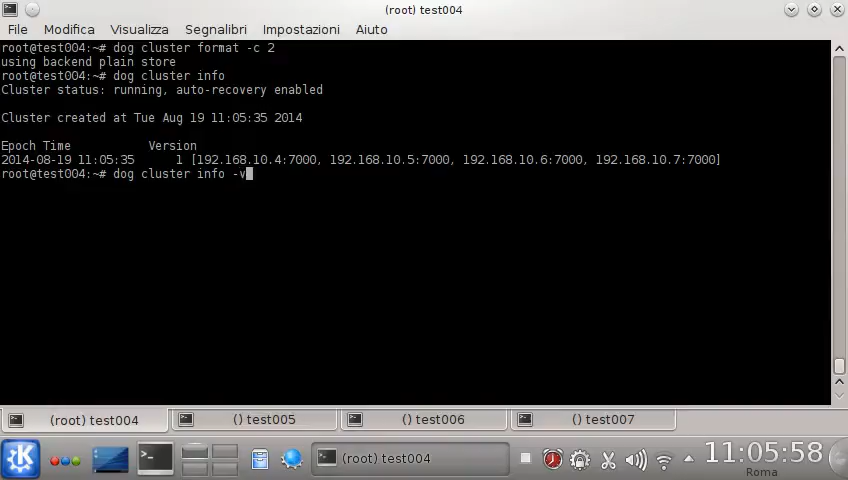 (root) test004
File Modifica Visualizza Segnalibri Impostazioni Aiuto
root@test004:~# dog cluster format -c 2
using backend plain store
root@test004:~# dog cluster info
Cluster status: running, auto-recovery enabled
Cluster created at Tue Aug 19 11:05:35 2014
Epoch Time Version
2014-08-19 11:05:35 1 [192.168.10.4:7000, 192.168.10.5:7000, 192.168.10.6:7000, 192.168.10.7:7000]
root@test004:~# dog cluster info -v
(root) test004 () test005 () test006 () test007
(root) test004 11:05:58
Roma